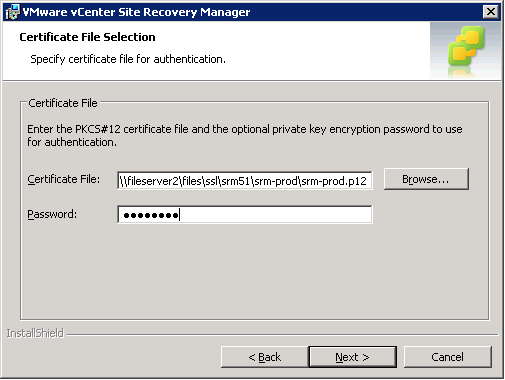 VMware vCenter Site Recovery Manager
Certificate File Selection
Specify certificate file for authentication.
Certificate File
Enter the PKCS#12 certificate file and the optional private key encryption password to use
for authentication.
Certificate File: \\fileserver2\files\ssl\srm51\srm-prod\srm-prod.p12 Browse...
Password: ●●●●●●●●
InstallShield
< Back Next > Cancel